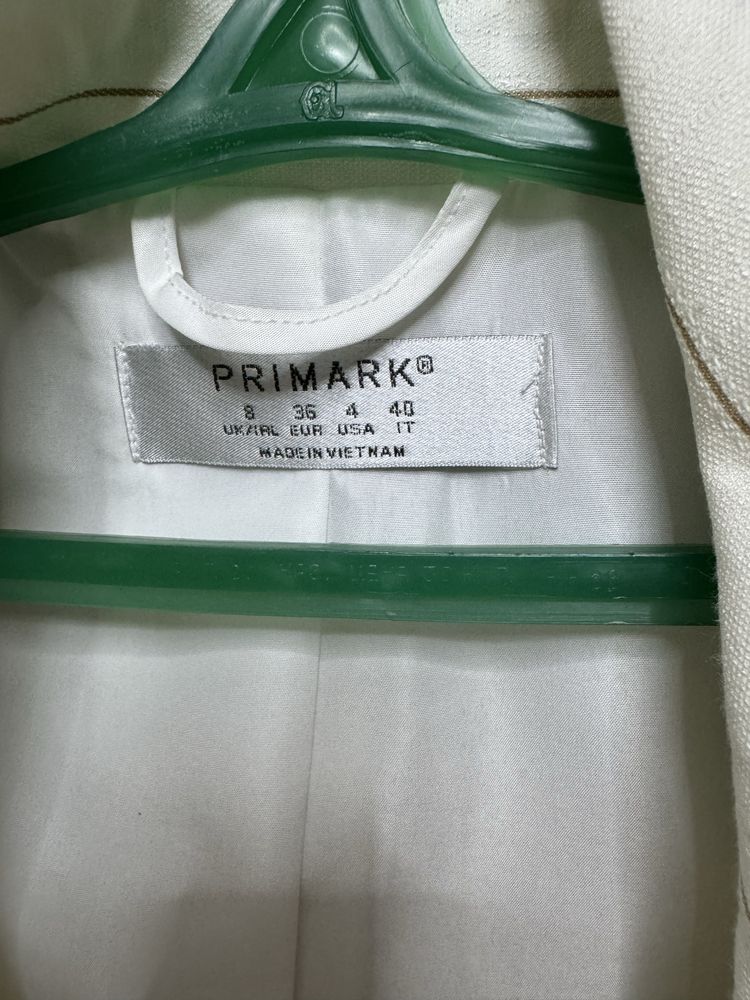 PRIMARK®
8 36 4 40
UK/IRL EUR USA IT
MADE IN VIETNAM